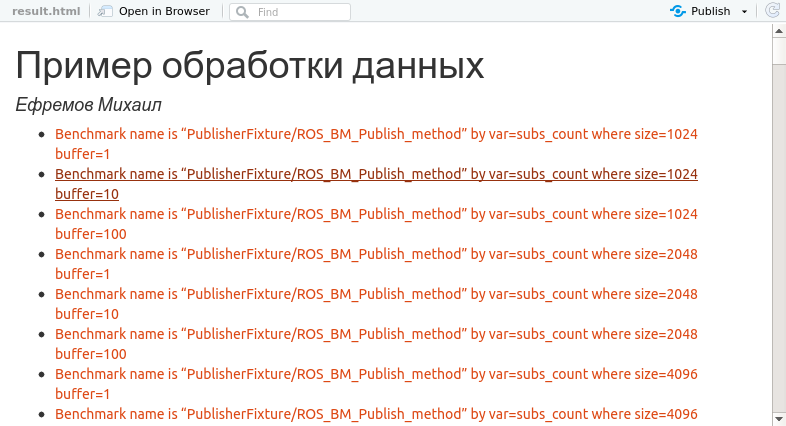 result.html Open in Browser Find Publish
Пример обработки данных
Ефремов Михаил
Benchmark name is “PublisherFixture/ROS_BM_Publish_method” by var=subs_count where size=1024
buffer=1
Benchmark name is “PublisherFixture/ROS_BM_Publish_method” by var=subs_count where size=1024
buffer=10
Benchmark name is “PublisherFixture/ROS_BM_Publish_method” by var=subs_count where size=1024
buffer=100
Benchmark name is “PublisherFixture/ROS_BM_Publish_method” by var=subs_count where size=2048
buffer=1
Benchmark name is “PublisherFixture/ROS_BM_Publish_method” by var=subs_count where size=2048
buffer=10
Benchmark name is “PublisherFixture/ROS_BM_Publish_method” by var=subs_count where size=2048
buffer=100
Benchmark name is “PublisherFixture/ROS_BM_Publish_method” by var=subs_count where size=4096
buffer=1
Benchmark name is “PublisherFixture/ROS_BM_Publish_method” by var=subs_count where size=4096